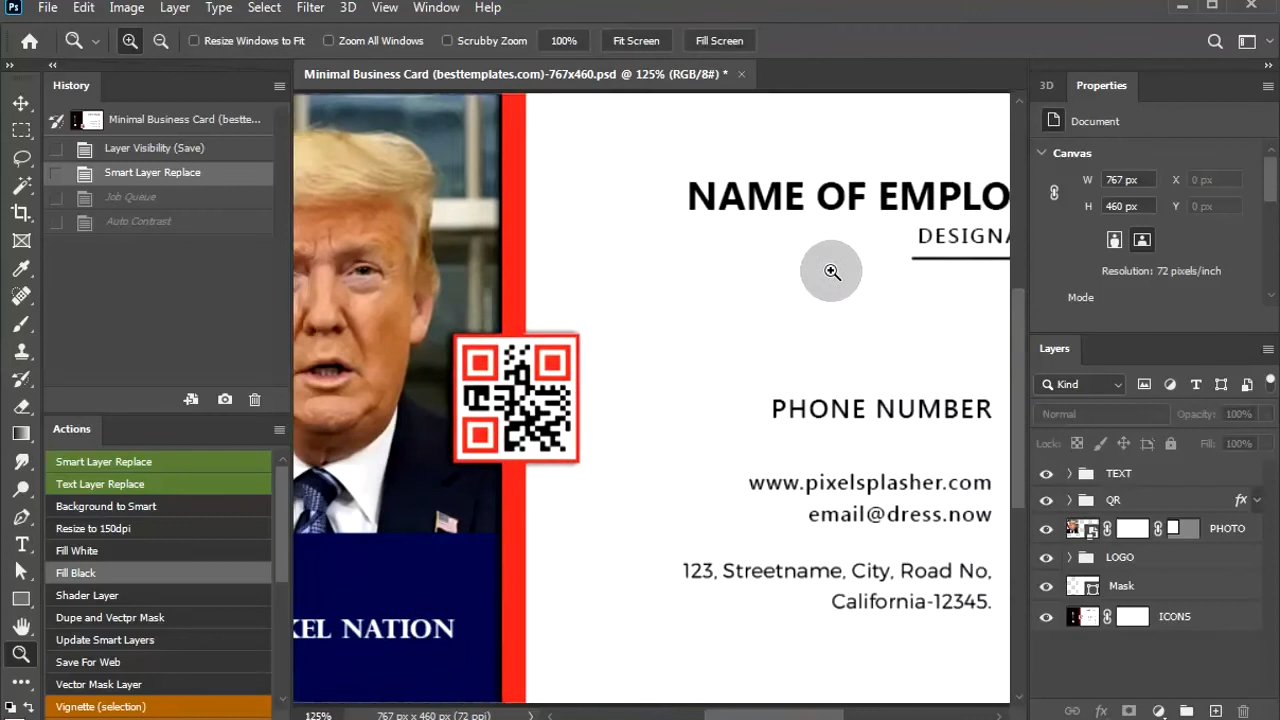 Ps File Edit Image Layer Type Select Filter 3D View Window Help
Resize Windows to Fit Zoom All Windows Scrubby Zoom 100% Fit Screen Fill Screen
Minimal Business Card (besttemplates.com)-767x460.psd @ 125% (RGB/8#) *
History
Minimal Business Card (bestte...
Layer Visibility (Save)
Smart Layer Replace
Job Queue
Auto Contrast
Actions
Smart Layer Replace
Text Layer Replace
Background to Smart
Resize to 150dpi
Fill White
Fill Black
Shader Layer
Dupe and Vectpr Mask
Update Smart Layers
Save For Web
Vector Mask Layer
Vignette (selection)
NAME OF EMPLO
DESIGNA
PHONE NUMBER
www.pixelsplasher.com
email@dress.now
123, Streetname, City, Road No,
California-12345.
XEL NATION
125% 767 px x 460 px (72 ppi)
3D Properties
Document
Canvas
W 767 px X 0 px
H 460 px Y 0 px
Resolution: 72 pixels/inch
Mode
Layers
Kind
Normal Opacity: 100%
Lock: Fill: 100%
TEXT
QR fx
PHOTO
LOGO
Mask
ICONS
fx